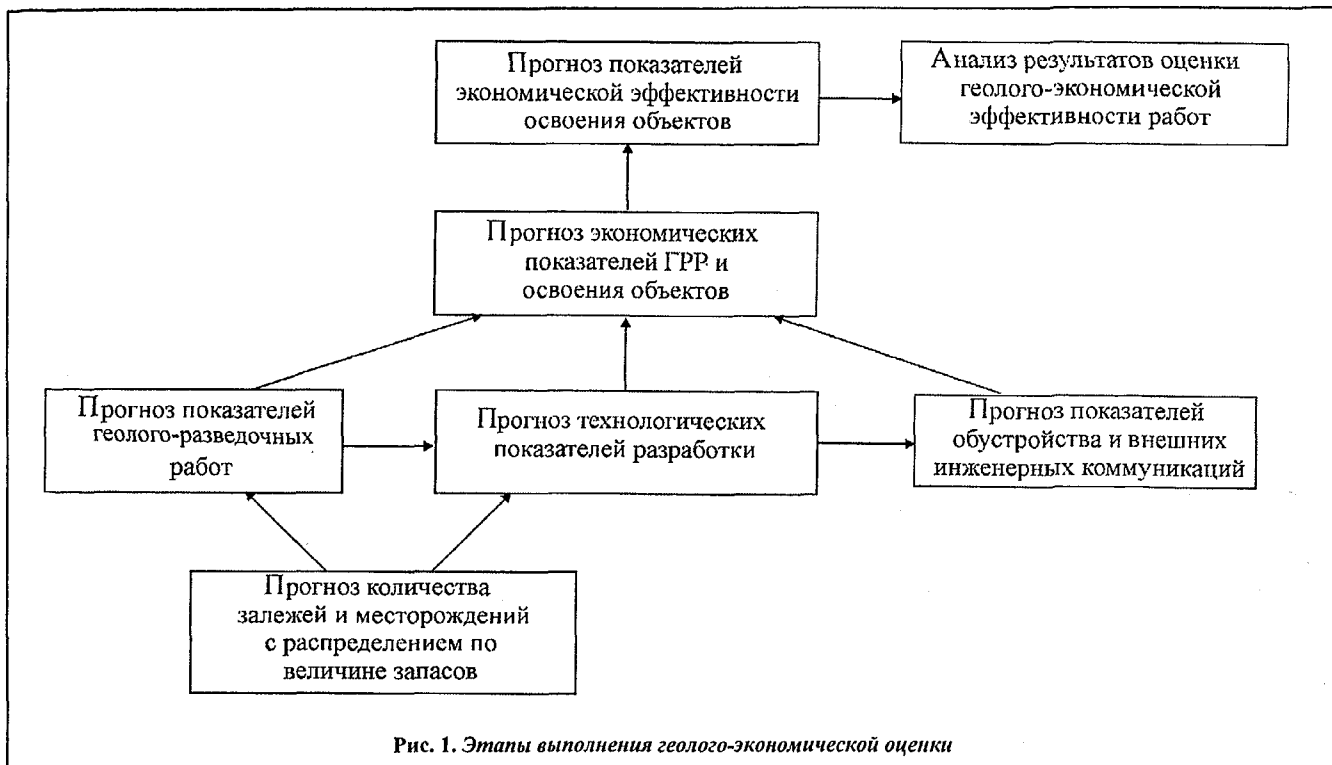 Прогноз показателей
экономической эффективности
освоения объектов
Анализ результатов оценки
геолого-экономической
эффективности работ
Прогноз экономических
показателей ГРР и
освоения объектов
Прогноз показателей
геолого-разведочных
работ
Прогноз технологических
показателей разработки
Прогноз показателей
обустройства и внешних
инженерных коммуникаций
Прогноз количества
залежей и месторождений
с распределением по
величине запасов
Рис. 1. Этапы выполнения геолого-экономической оценки